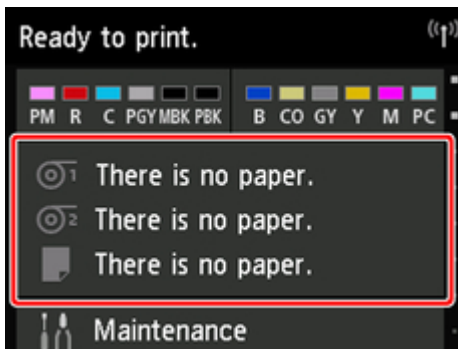 Ready to print.
PM R C PGY MBK PBK B CO GY Y M PC
1 There is no paper.
2 There is no paper.
There is no paper.
Maintenance